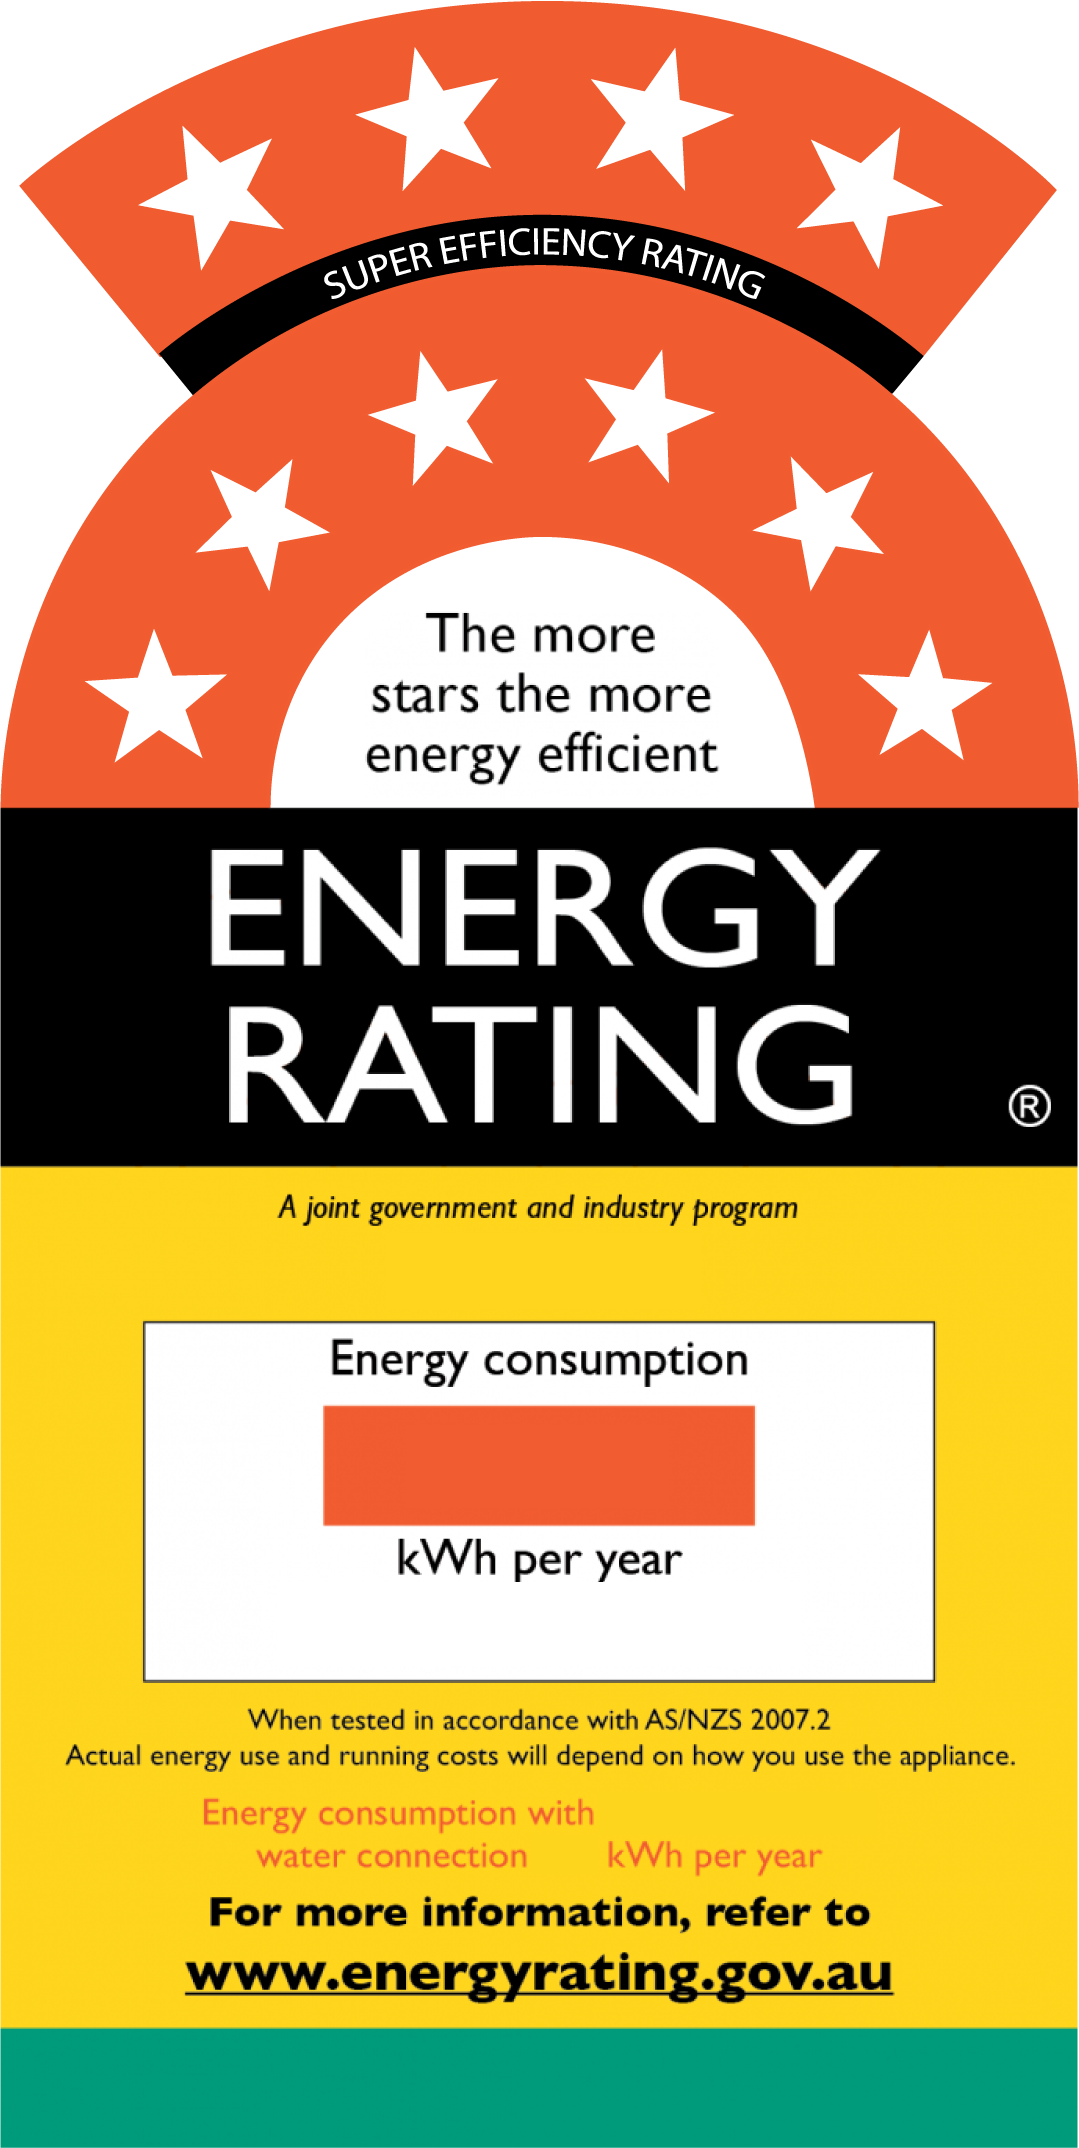 SUPER EFFICIENCY RATING
The more
stars the more
energy efficient
ENERGY
RATING
®
A joint government and industry program
Energy consumption
kWh per year
When tested in accordance with AS/NZS 2007.2
Actual energy use and running costs will depend on how you use the appliance.
Energy consumption with
water connection kWh per year
For more information, refer to
www.energyrating.gov.au